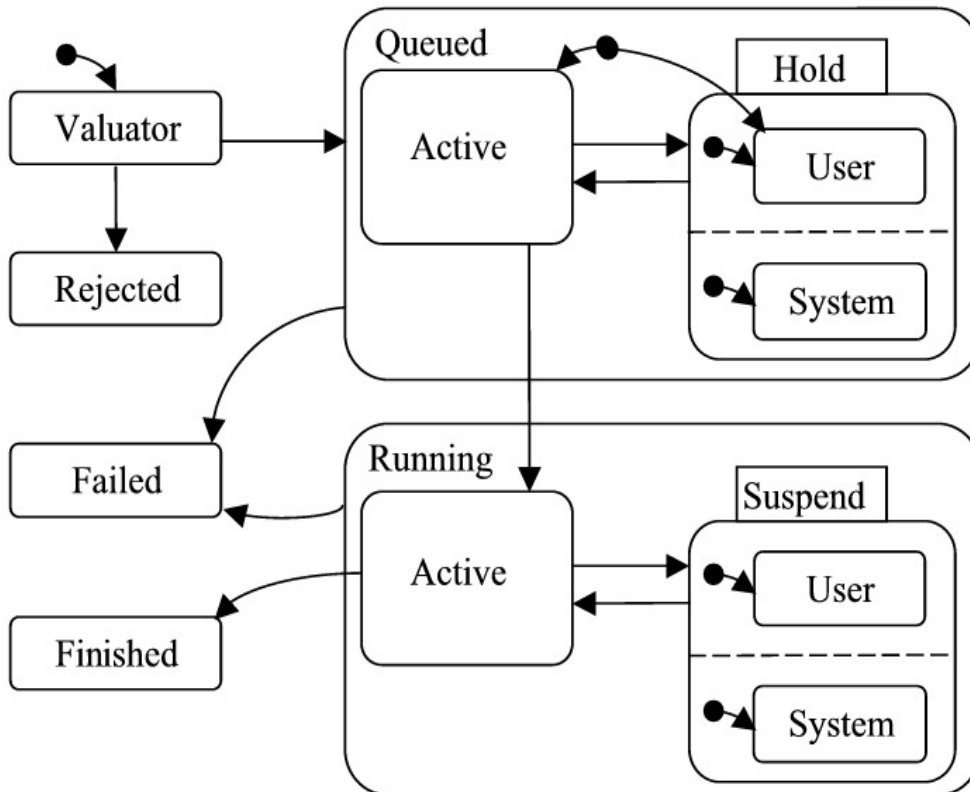 Queued
Hold
Valuator
Active
User
Rejected
System
Running
Failed
Suspend
Active
User
Finished
System